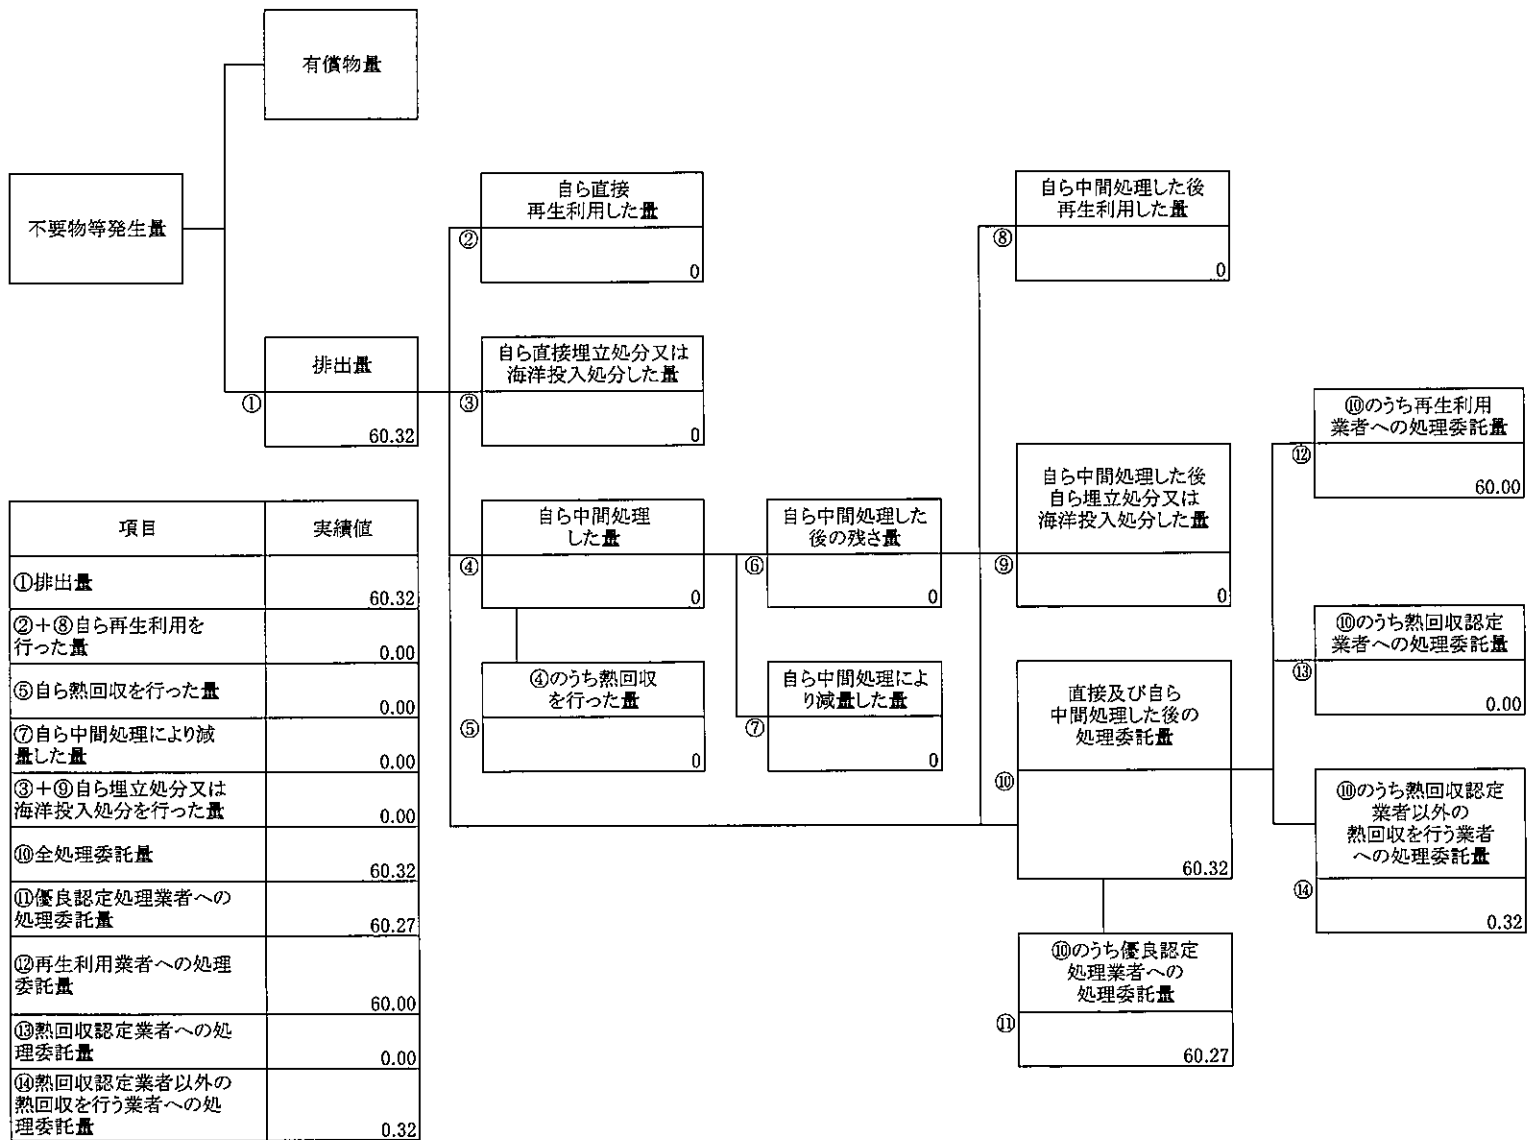 有償物量
不要物等発生量
排出量
①
60.32
自ら直接
再生利用した量
②
0
自ら直接埋立処分又は
海洋投入処分した量
③
0
自ら中間処理
した量
④
0
④のうち熱回収
を行った量
⑤
0
自ら中間処理した
後の残さ量
⑥
0
自ら中間処理によ
り減量した量
⑦
0
自ら中間処理した後
再生利用した量
⑧
0
自ら中間処理した後
自ら埋立処分又は
海洋投入処分した量
⑨
0
直接及び自ら
中間処理した後の
処理委託量
⑩
60.32
⑩のうち優良認定
処理業者への
処理委託量
⑪
60.27
⑩のうち再生利用
業者への処理委託量
⑫
60.00
⑩のうち熱回収認定
業者への処理委託量
⑬
0.00
⑩のうち熱回収認定
業者以外の
熱回収を行う業者
への処理委託量
⑭
0.32
項目 実績値
①排出量
60.32
②+⑧自ら再生利用を
行った量
0.00
⑤自ら熱回収を行った量
0.00
⑦自ら中間処理により減
量した量
0.00
③+⑨自ら埋立処分又は
海洋投入処分を行った量
0.00
⑩全処理委託量
60.32
⑪優良認定処理業者への
処理委託量
60.27
⑫再生利用業者への処理
委託量
60.00
⑬熱回収認定業者への処
理委託量
0.00
⑭熱回収認定業者以外の
熱回収を行う業者への処
理委託量
0.32